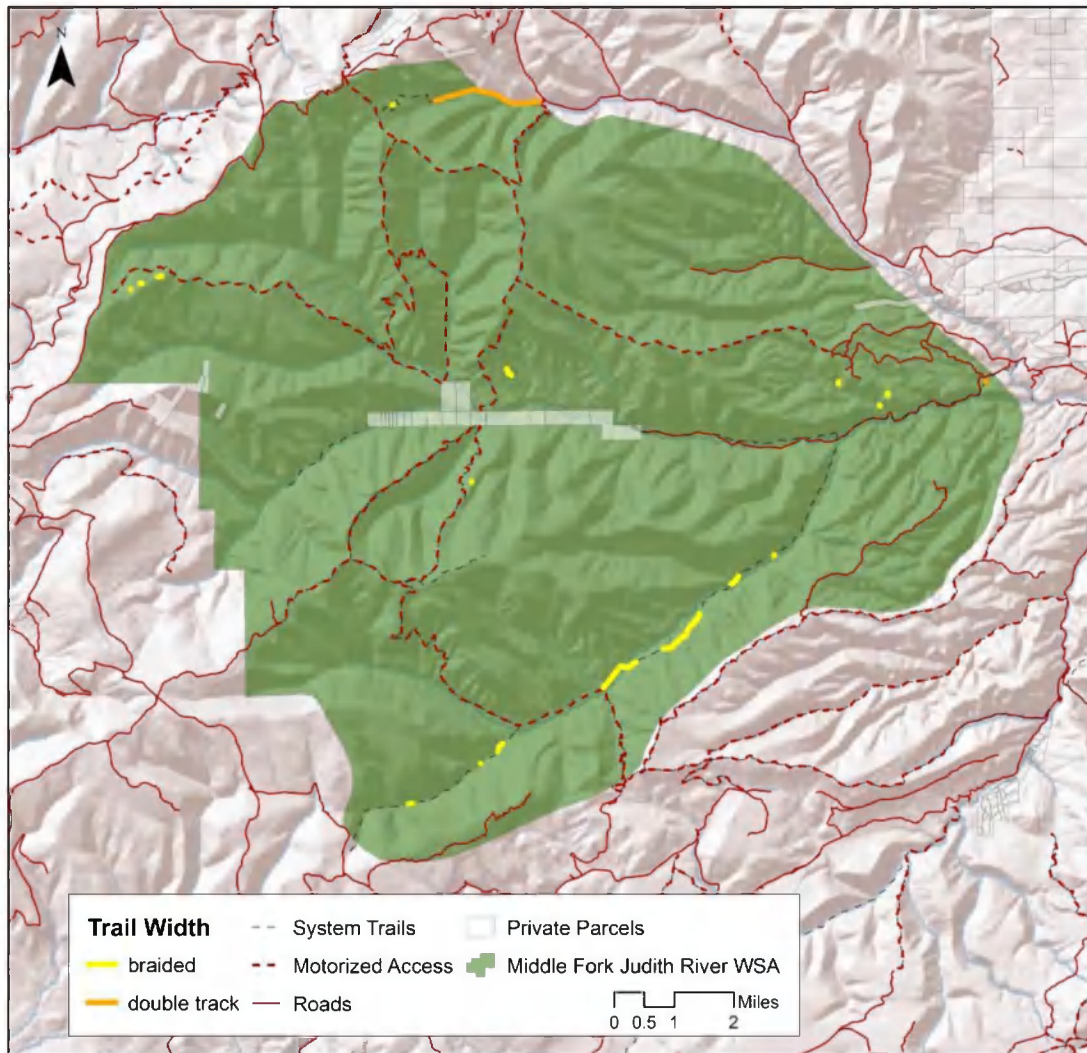 N
Trail Width
System Trails
Private Parcels
braided
Motorized Access
Middle Fork Judith River WSA
double track
Roads
Miles
0 0.5 1 2